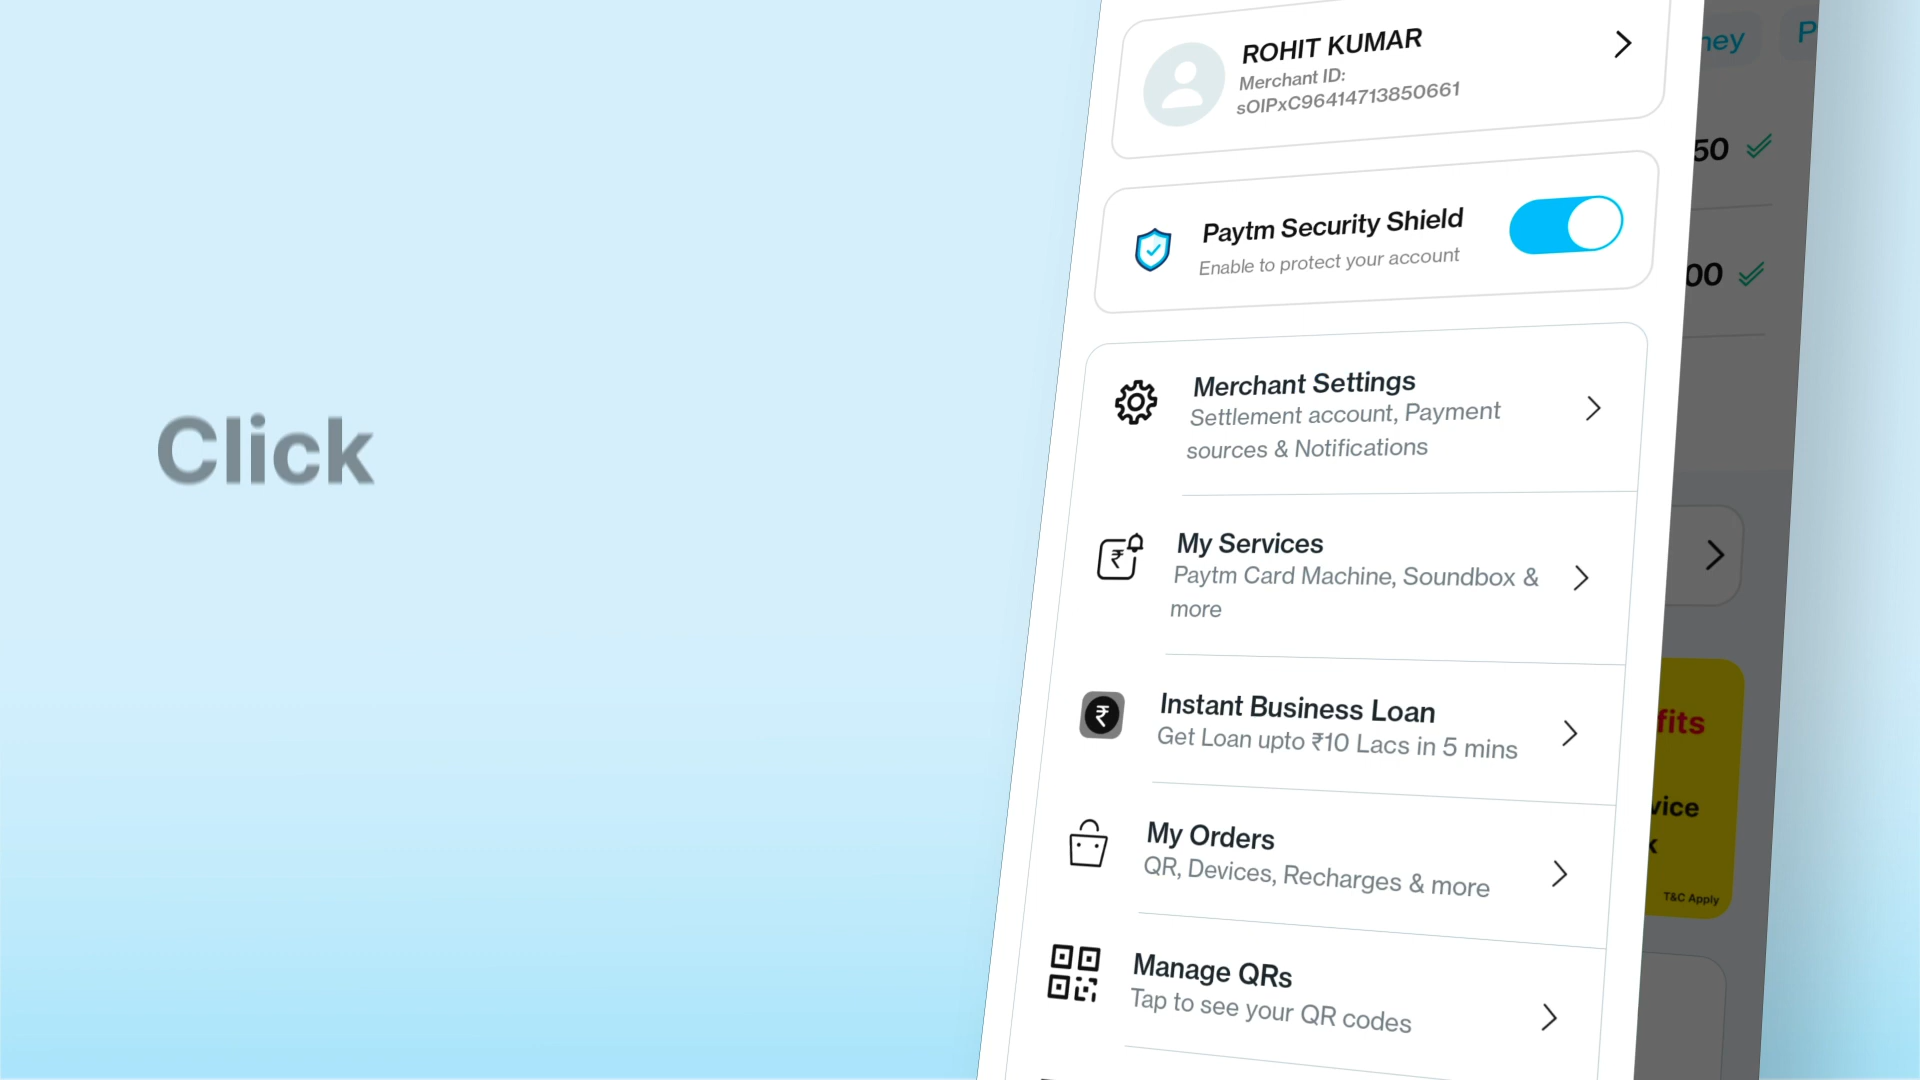 Click
ROHIT KUMAR
Merchant ID:
sOIPxC96414713850661
Paytm Security Shield
Enable to protect your account
Merchant Settings
Settlement account, Payment
sources & Notifications
My Services
Paytm Card Machine, Soundbox &
more
Instant Business Loan
Get Loan upto ₹10 Lacs in 5 mins
My Orders
QR, Devices, Recharges & more
Manage QRs
Tap to see your QR codes
T&C Apply